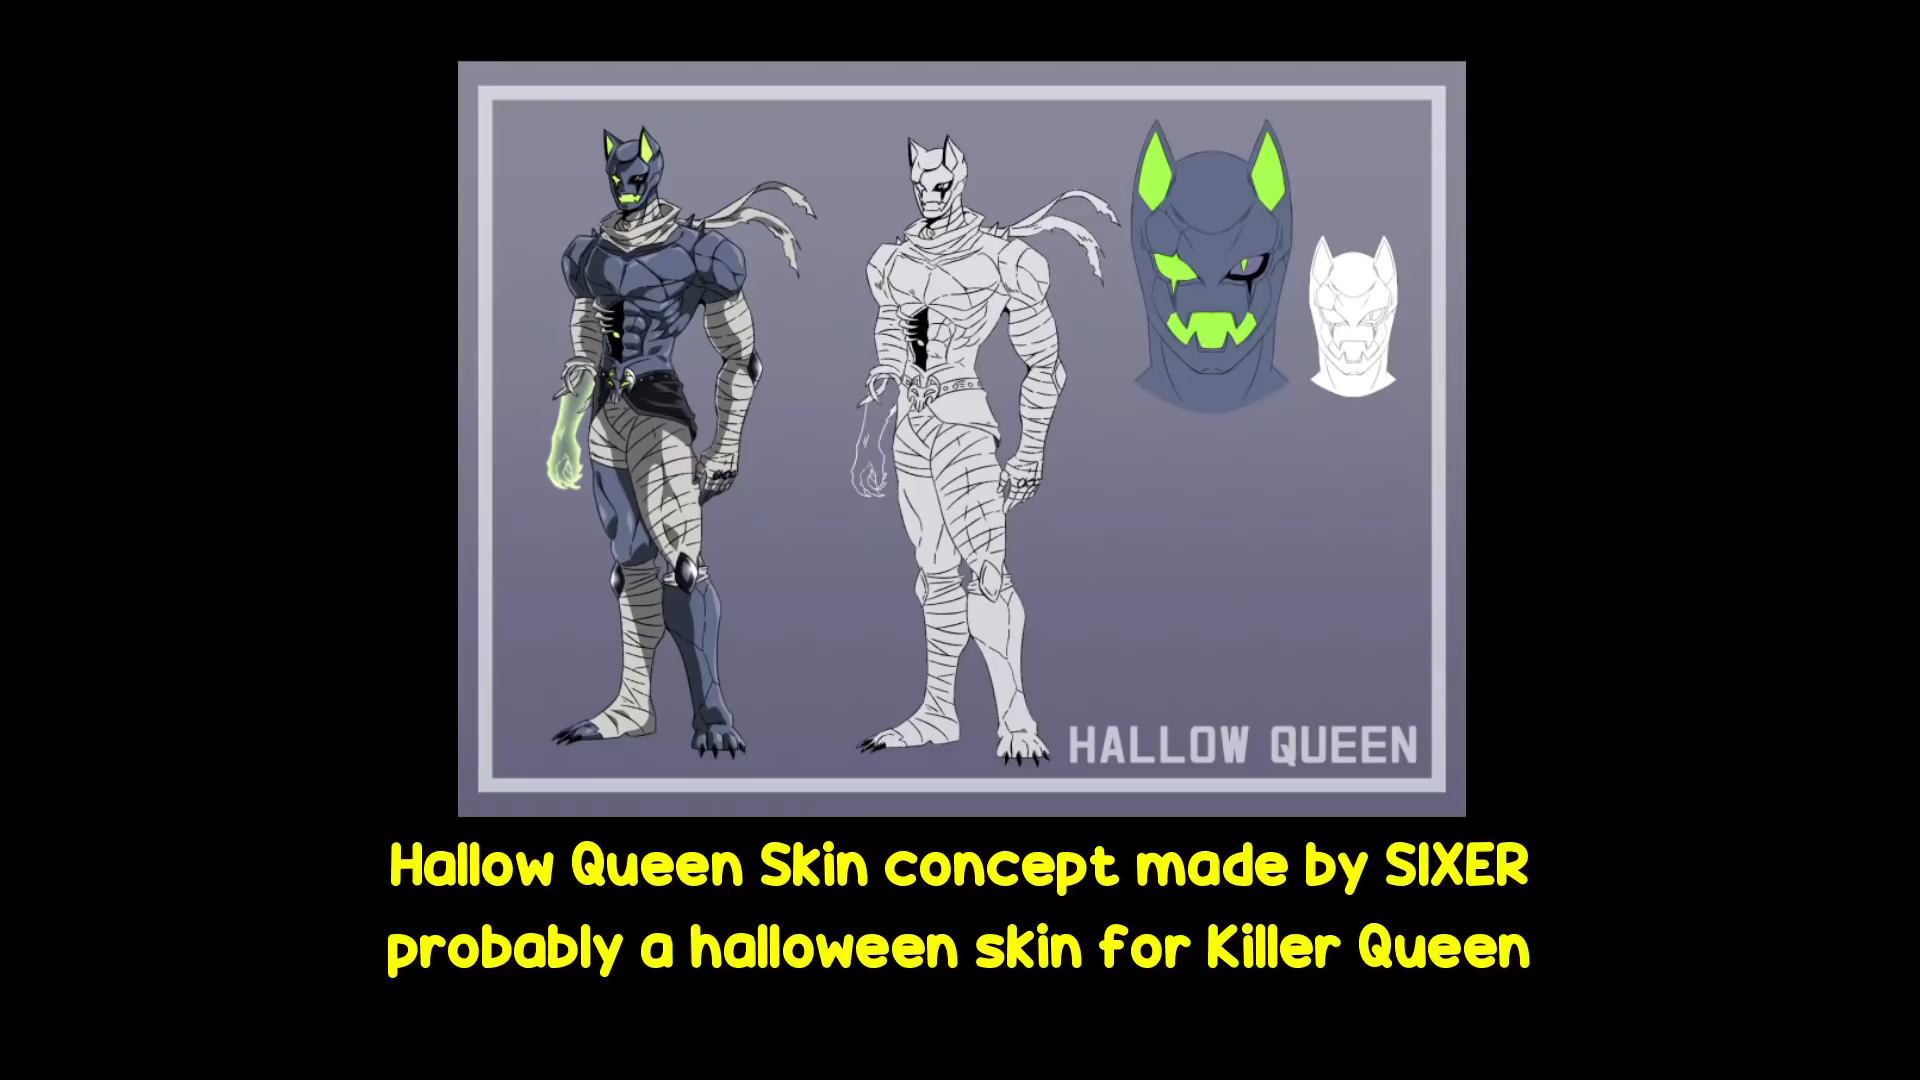 HALLOW QUEEN
Hallow Queen Skin concept made by SIXER
probably a halloween skin for Killer Queen